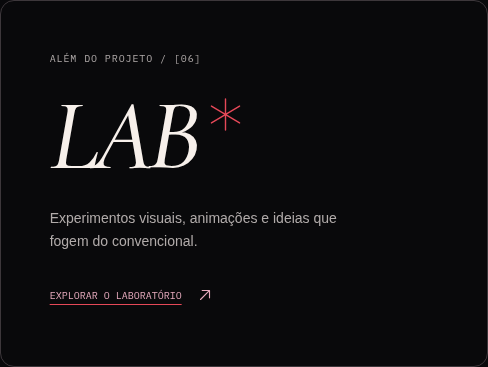 ALÉM DO PROJETO / [06]
LAB*
Experimentos visuais, animações e ideias que
fogem do convencional.
EXPLORAR O LABORATÓRIO